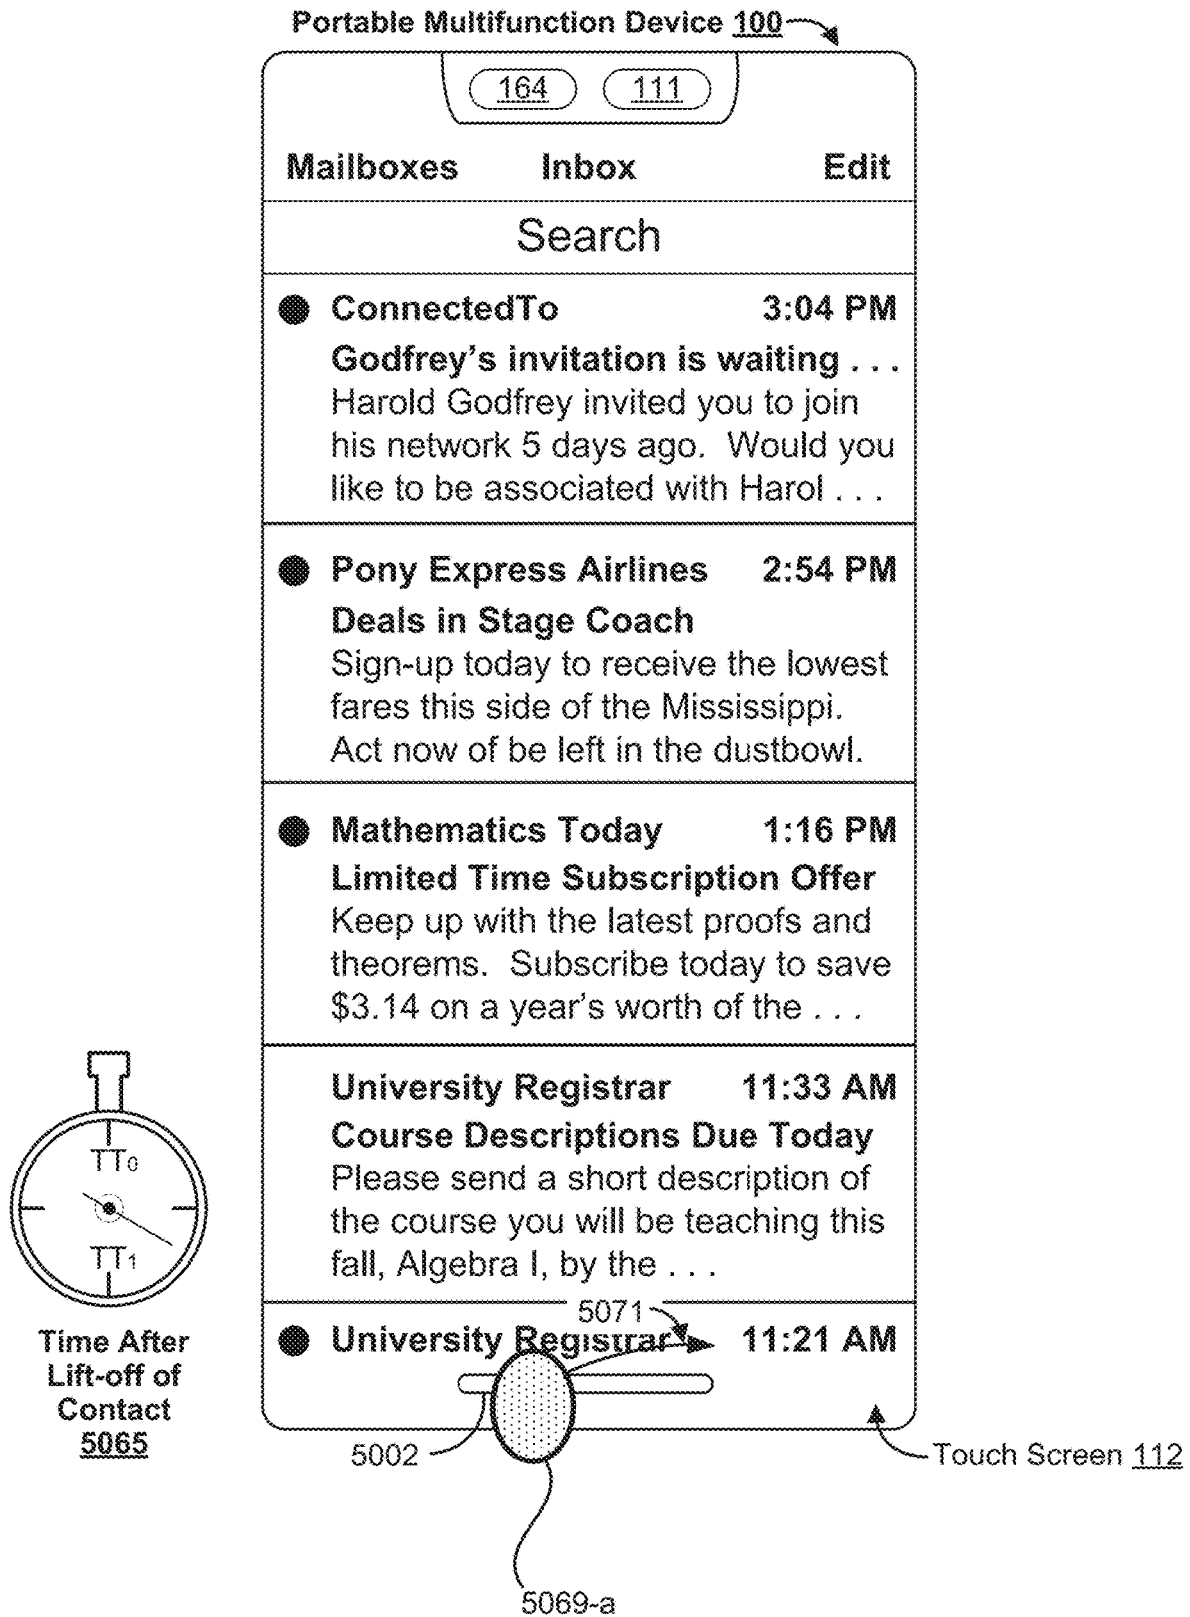 Portable Multifunction Device 100
164 111
Mailboxes Inbox Edit
Search
ConnectedTo 3:04 PM
Godfrey's invitation is waiting . . .
Harold Godfrey invited you to join
his network 5 days ago. Would you
like to be associated with Harol . . .
Pony Express Airlines 2:54 PM
Deals in Stage Coach
Sign-up today to receive the lowest
fares this side of the Mississippi.
Act now of be left in the dustbowl.
Mathematics Today 1:16 PM
Limited Time Subscription Offer
Keep up with the latest proofs and
theorems. Subscribe today to save
$3.14 on a year's worth of the . . .
University Registrar 11:33 AM
Course Descriptions Due Today
Please send a short description of
the course you will be teaching this
fall, Algebra I, by the . . .
TT0
TT1
Time After
Lift-off of
Contact
5065
5071
University Registrar 11:21 AM
5002
Touch Screen 112
5069-a